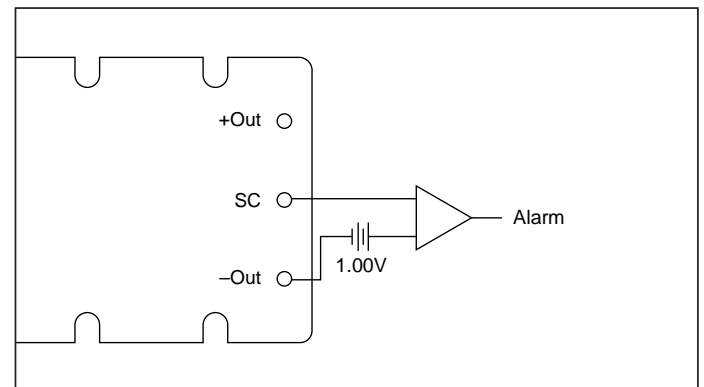 +Out
SC
Alarm
–Out
1.00V